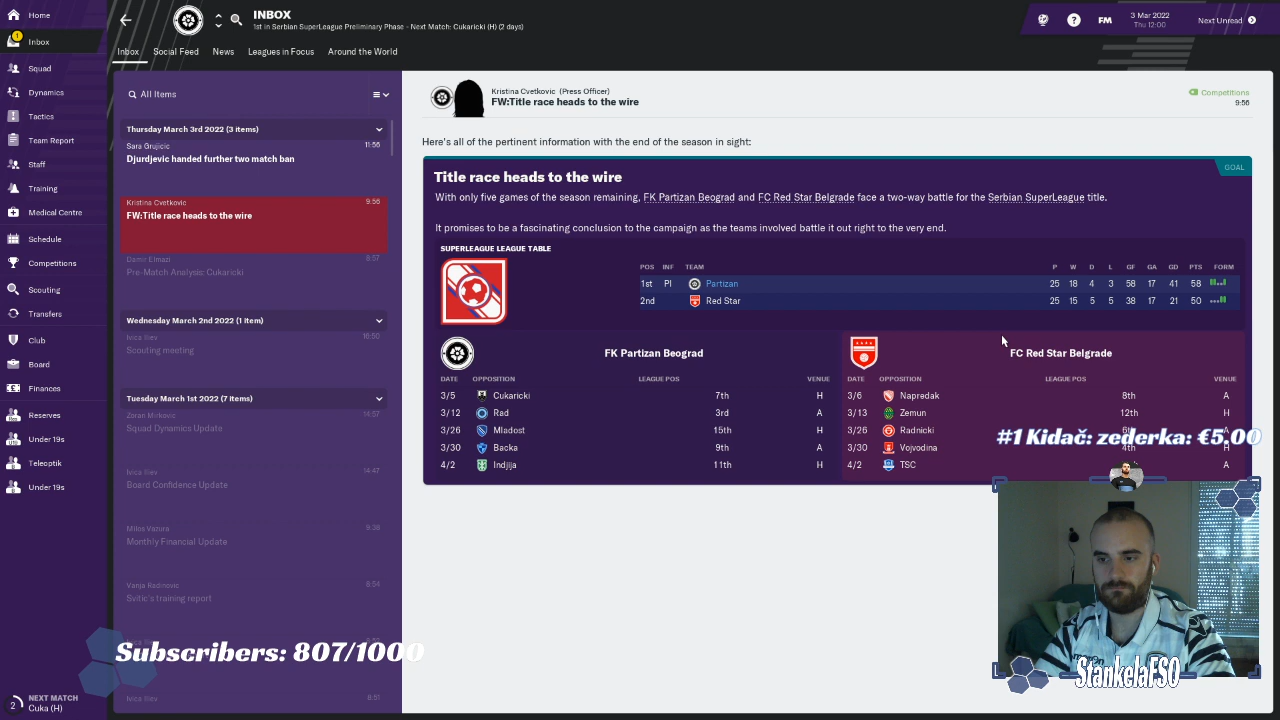 Home
1
Inbox
Squad
Dynamics
Tactics
Team Report
Staff
Training
Medical Centre
Schedule
Competitions
Scouting
Transfers
Club
Board
Finances
Reserves
Under 19s
Teleoptik
Under 19s
2
NEXT MATCH
Cuka (H)
INBOX
1st in Serbian SuperLeague Preliminary Phase - Next Match: Cukaricki (H) (2 days)
FM
3 Mar 2022
Thu 12:00
Next Unread
Inbox
Social Feed
News
Leagues in Focus
Around the World
All Items
Thursday March 3rd 2022 (3 items)
Sara Grujicic 11:56
Djurdjevic handed further two match ban
Kristina Cvetkovic 9:56
FW:Title race heads to the wire
Damir Elmazi 8:57
Pre-Match Analysis: Cukaricki
Wednesday March 2nd 2022 (1 item)
Ivica Iliev 16:50
Scouting meeting
Tuesday March 1st 2022 (7 items)
Zoran Mirkovic 14:57
Squad Dynamics Update
Ivica Iliev 14:47
Board Confidence Update
Milos Vazura 9:38
Monthly Financial Update
Vanja Radinovic 8:54
Svitic's training report
Subscribers: 807/1000
Ivica Iliev 8:51
Kristina Cvetkovic (Press Officer)
FW:Title race heads to the wire
Competitions
9:56
Here's all of the pertinent information with the end of the season in sight:
GOAL
Title race heads to the wire
With only five games of the season remaining, FK Partizan Beograd and FC Red Star Belgrade face a two-way battle for the Serbian SuperLeague title.
It promises to be a fascinating conclusion to the campaign as the teams involved battle it out right to the very end.
SUPERLEAGUE LEAGUE TABLE
POS INF TEAM P W D L GF GA GD PTS FORM
1st Pl Partizan 25 18 4 3 58 17 41 58
2nd Red Star 25 15 5 5 38 17 21 50
FK Partizan Beograd
DATE OPPOSITION LEAGUE POS VENUE
3/5 Cukaricki 7th H
3/12 Rad 3rd A
3/26 Mladost 15th H
3/30 Backa 9th A
4/2 Indjija 11th H
FC Red Star Belgrade
DATE OPPOSITION LEAGUE POS VENUE
3/6 Napredak 8th A
3/13 Zemun 12th H
3/26 Radnicki
3/30 Vojvodina 4th H
4/2 TSC A
#1 Kidač: zederka: €5.00
StankelaFSO